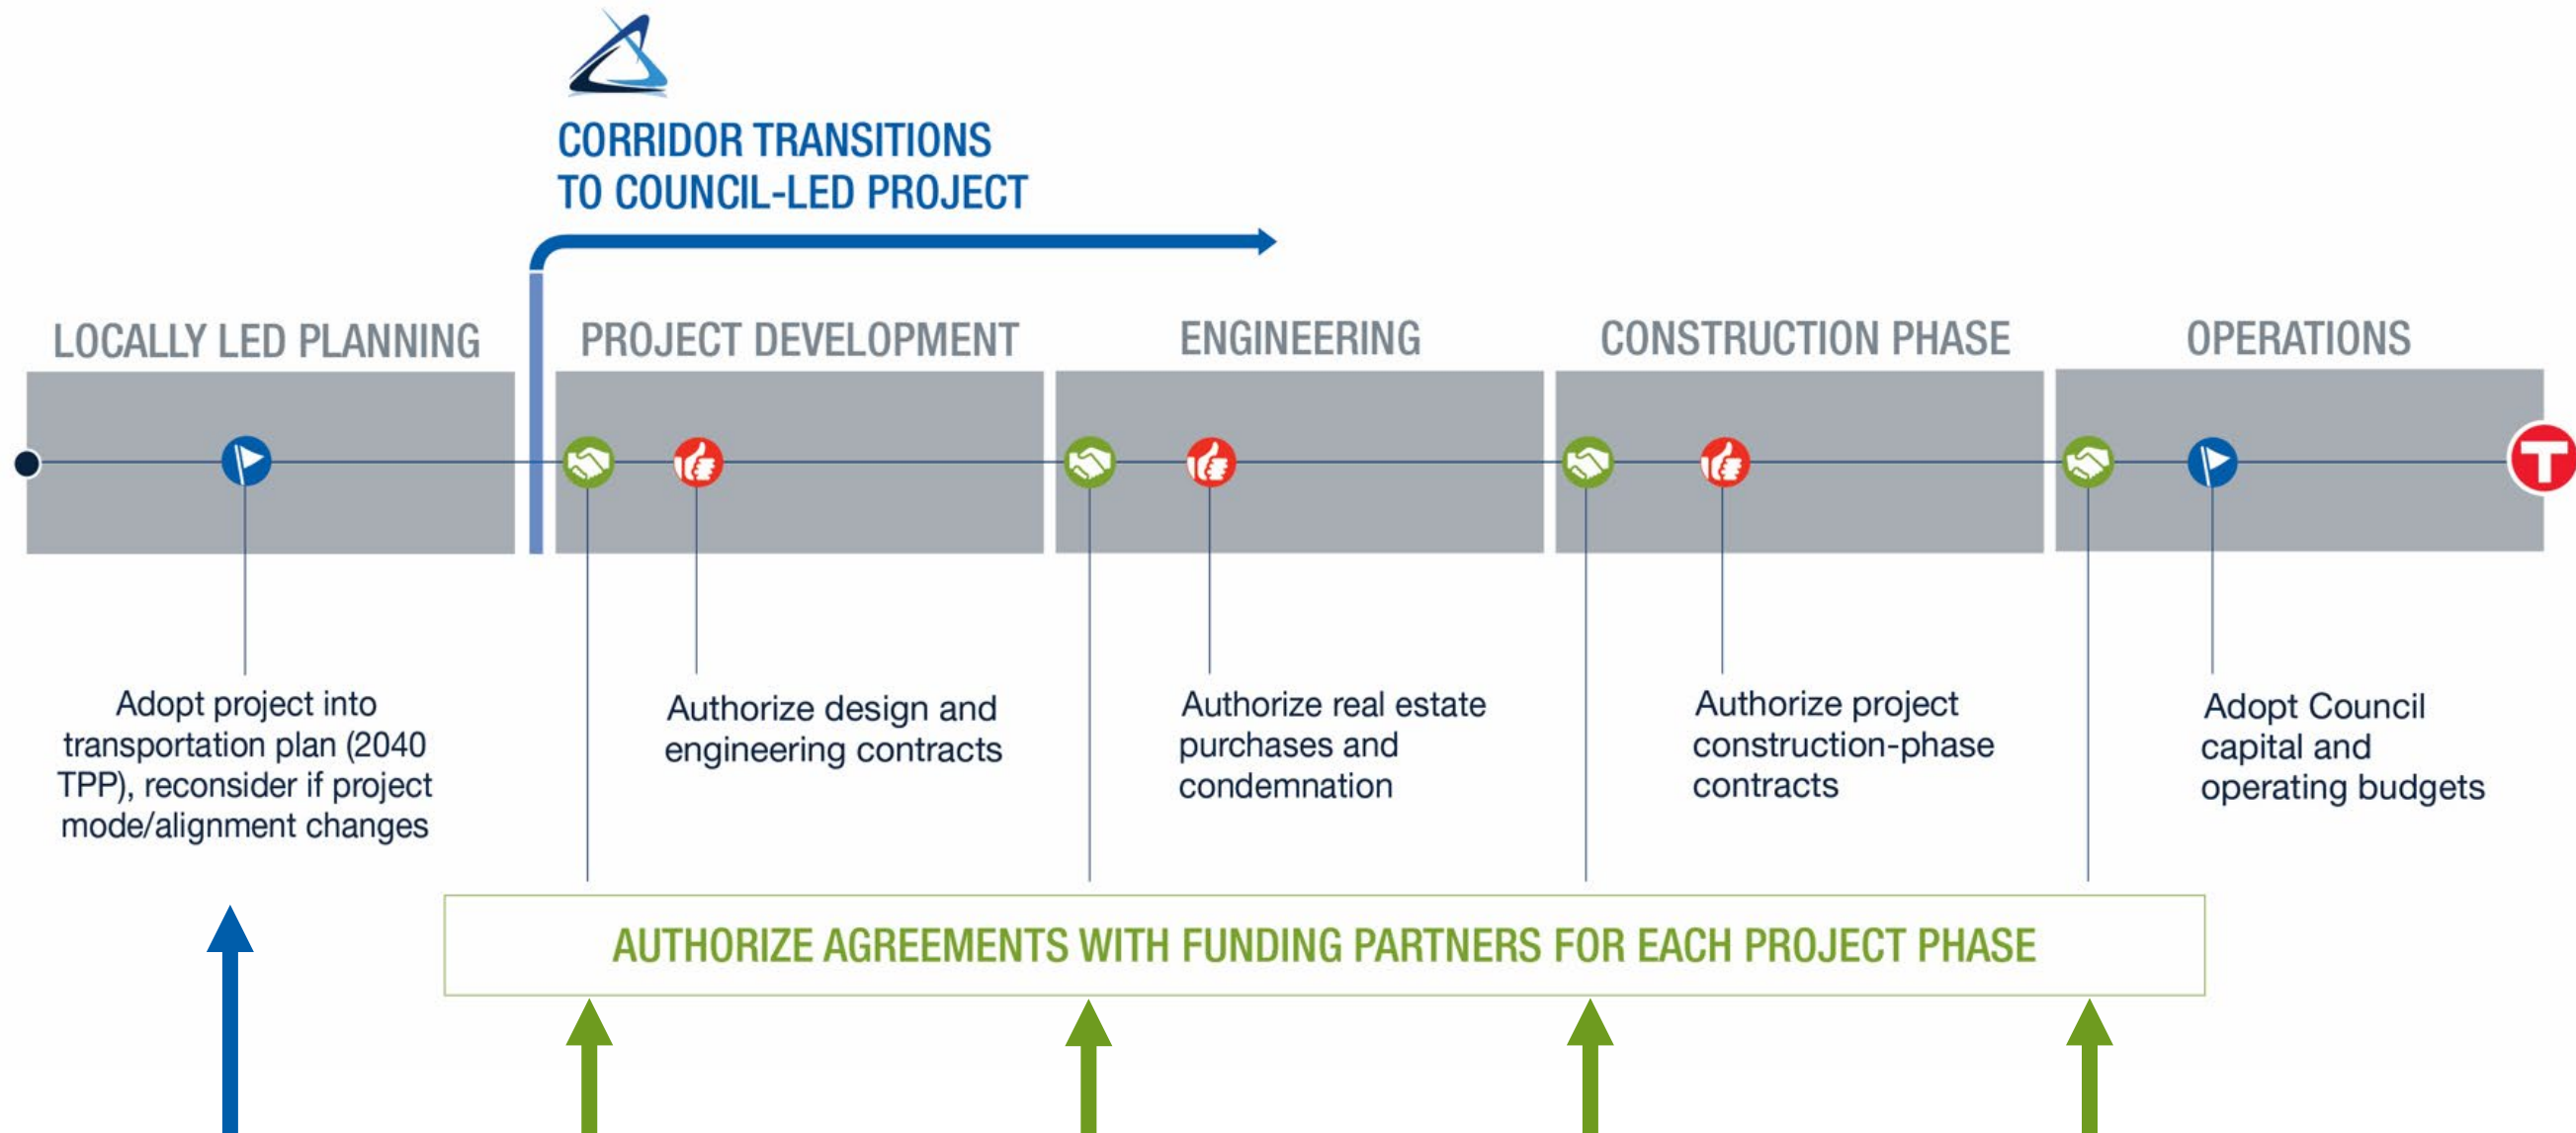 CORRIDOR TRANSITIONS
TO COUNCIL-LED PROJECT
LOCALLY LED PLANNING
PROJECT DEVELOPMENT
ENGINEERING
CONSTRUCTION PHASE
OPERATIONS
T
Adopt project into
transportation plan (2040
TPP), reconsider if project
mode/alignment changes
Authorize design and
engineering contracts
Authorize real estate
purchases and
condemnation
Authorize project
construction-phase
contracts
Adopt Council
capital and
operating budgets
AUTHORIZE AGREEMENTS WITH FUNDING PARTNERS FOR EACH PROJECT PHASE